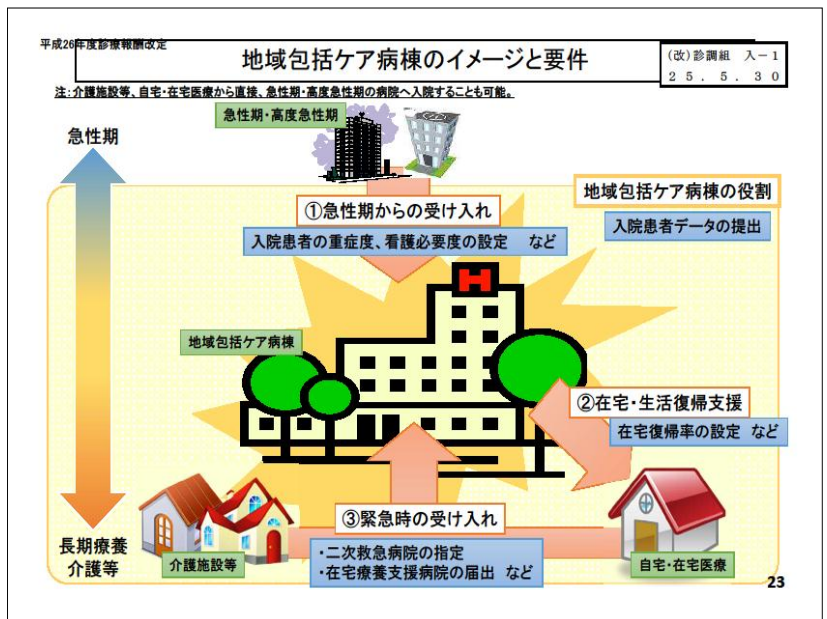 平成26年度診療報酬改定
地域包括ケア病棟のイメージと要件
(改)診調組 入－1
25.5.30
注：介護施設等、自宅・在宅医療から直接、急性期・高度急性期の病院へ入院することも可能。
急性期・高度急性期
急性期
地域包括ケア病棟の役割
①急性期からの受け入れ
入院患者の重症度、看護必要度の設定 など
入院患者データの提出
H
地域包括ケア病棟
②在宅・生活復帰支援
在宅復帰率の設定 など
③緊急時の受け入れ
・二次救急病院の指定
・在宅療養支援病院の届出 など
長期療養
介護等
介護施設等
自宅・在宅医療
23